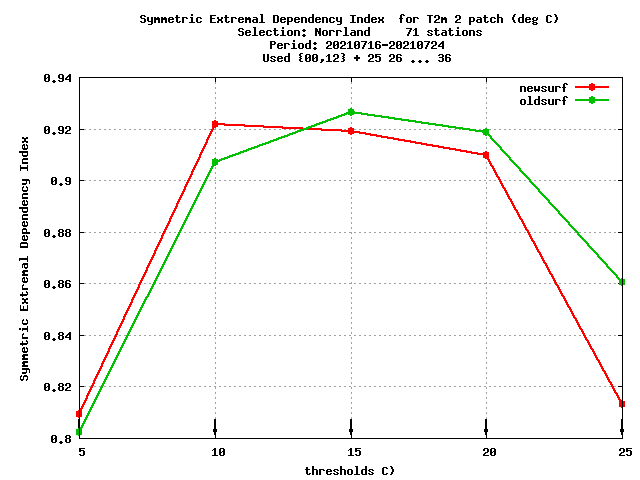 Symmetric Extremal Dependency Index  for T2m 2 patch (deg C)
Selection: Norrland     71 stations
Period: 20210716-20210724
Used {00,12} + 25 26 ... 36
newsurf
oldsurf
Symmetric Extremal Dependency Index
0.94
0.92
0.9
0.88
0.86
0.84
0.82
0.8
5 10 15 20 25
thresholds C)